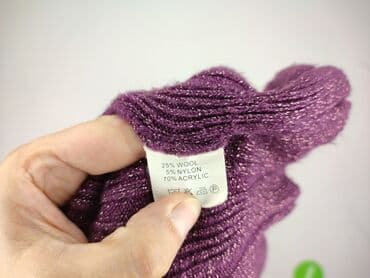 25% WOOL
5% NYLON
70% ACRYLIC